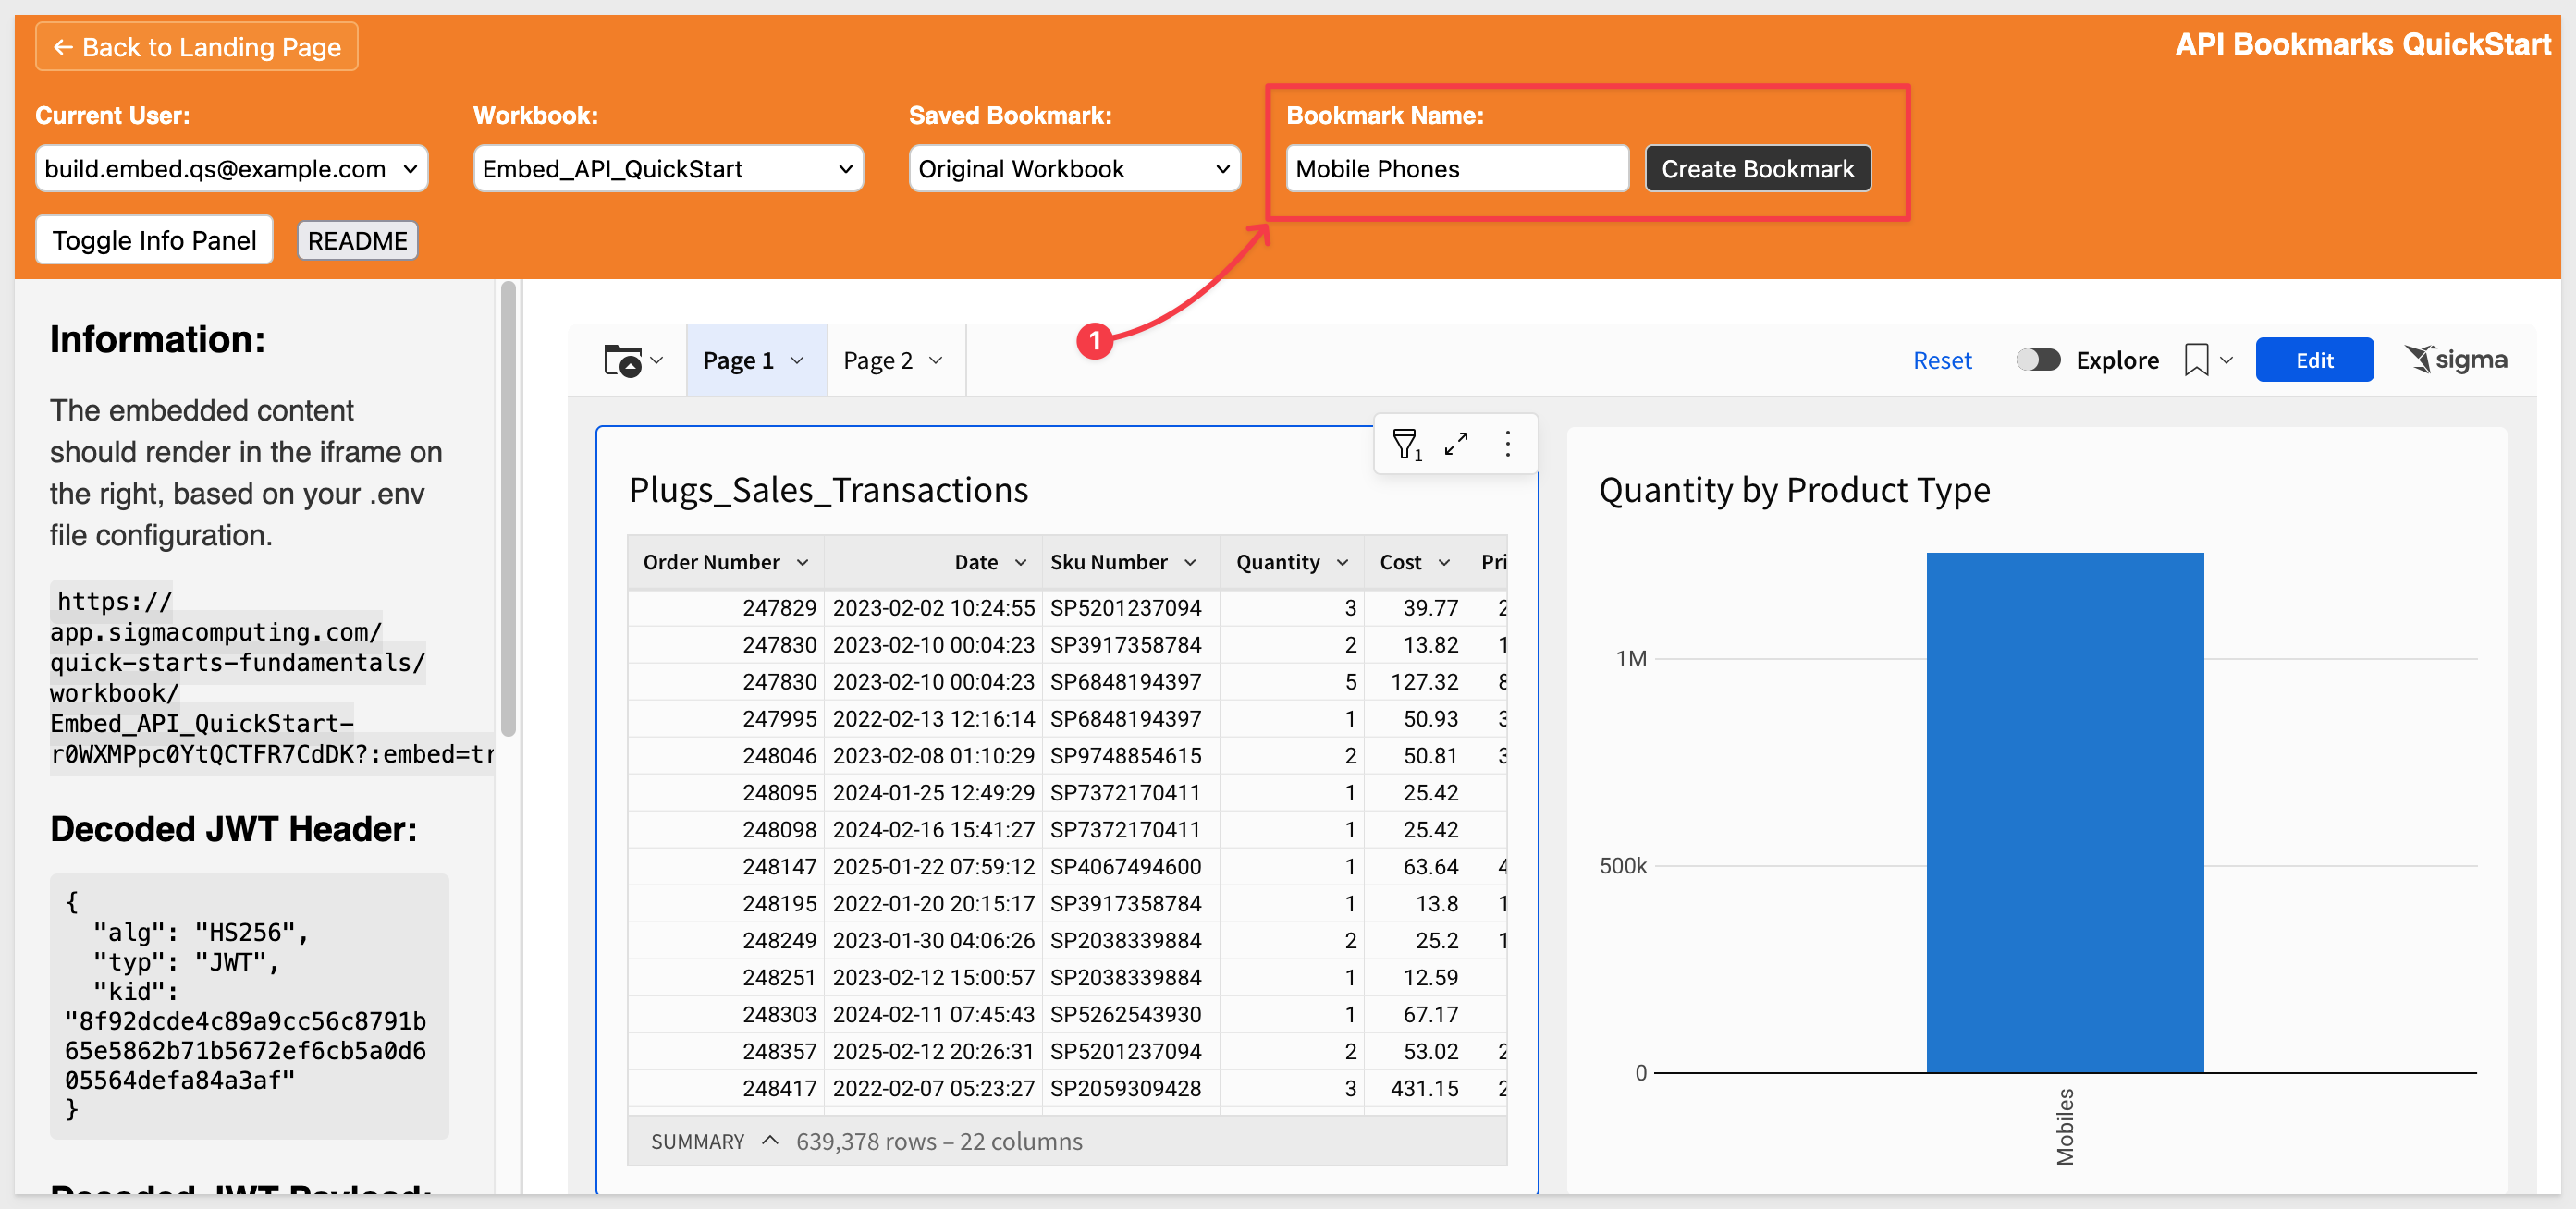 ← Back to Landing Page
API Bookmarks QuickStart
Current User:
Workbook:
Saved Bookmark:
Bookmark Name:
build.embed.qs@example.com
Embed_API_QuickStart
Original Workbook
Mobile Phones
Create Bookmark
Toggle Info Panel
README
1
Information:
The embedded content
should render in the iframe on
the right, based on your .env
file configuration.
https://
app.sigmacomputing.com/
quick-starts-fundamentals/
workbook/
Embed_API_QuickStart-
r0WXMPpc0YtQCTFR7CdDK?:embed=tr
Decoded JWT Header:
{
"alg": "HS256",
"typ": "JWT",
"kid":
"8f92dcde4c89a9cc56c8791b
65e5862b71b5672ef6cb5a0d6
05564defa84a3af"
}
Decoded JWT Payload:
Page 1
Page 2
Reset
Explore
Edit
sigma
1
Plugs_Sales_Transactions
Order Number Date Sku Number Quantity Cost Pri
247829 2023-02-02 10:24:55 SP5201237094 3 39.77 2
247830 2023-02-10 00:04:23 SP3917358784 2 13.82 1
247830 2023-02-10 00:04:23 SP6848194397 5 127.32 8
247995 2022-02-13 12:16:14 SP6848194397 1 50.93 3
248046 2023-02-08 01:10:29 SP9748854615 2 50.81 3
248095 2024-01-25 12:49:29 SP7372170411 1 25.42
248098 2024-02-16 15:41:27 SP7372170411 1 25.42
248147 2025-01-22 07:59:12 SP4067494600 1 63.64 4
248195 2022-01-20 20:15:17 SP3917358784 1 13.8 1
248249 2023-01-30 04:06:26 SP2038339884 2 25.2 1
248251 2023-02-12 15:00:57 SP2038339884 1 12.59
248303 2024-02-11 07:45:43 SP5262543930 1 67.17
248357 2025-02-12 20:26:31 SP5201237094 2 53.02 2
248417 2022-02-07 05:23:27 SP2059309428 3 431.15 2
SUMMARY 639,378 rows – 22 columns
Quantity by Product Type
1M
500k
0
Mobiles